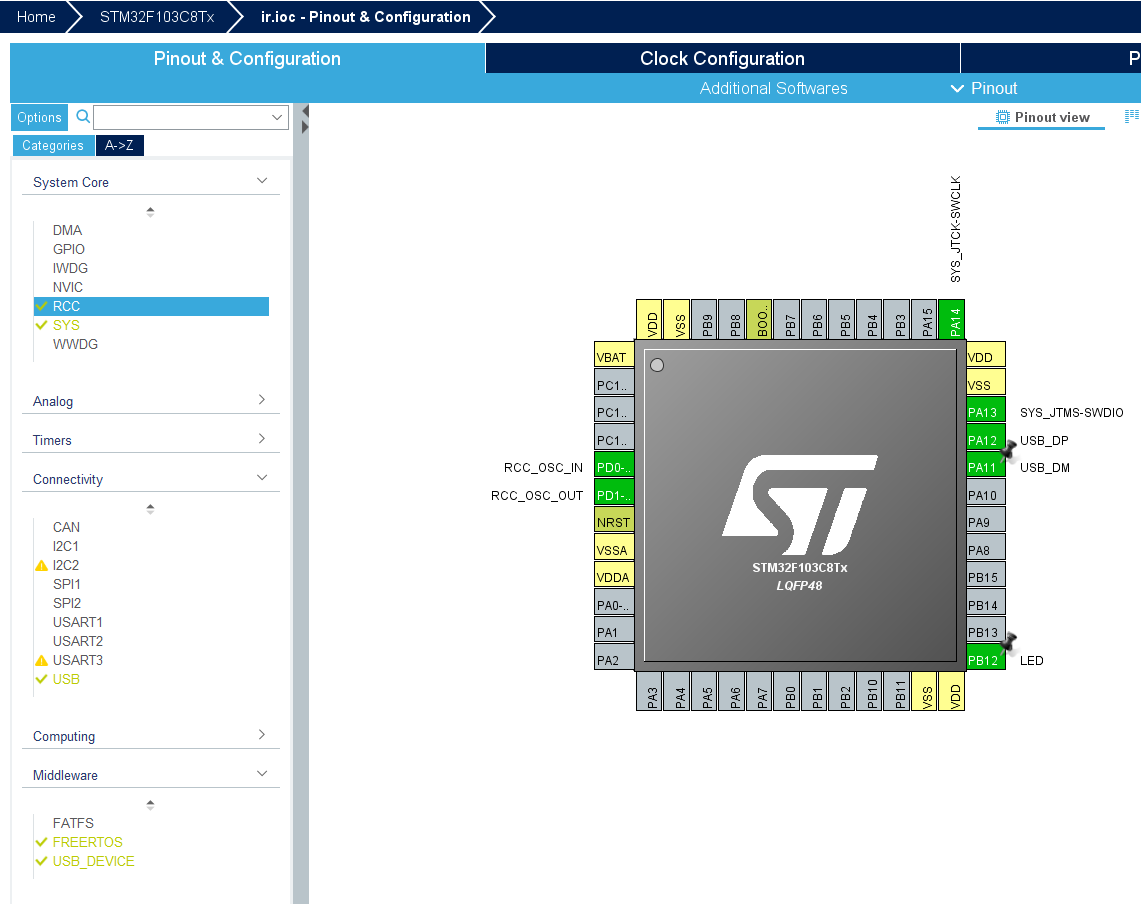 Home STM32F103C8Tx ir.ioc - Pinout & Configuration
Pinout & Configuration Clock Configuration P
Additional Softwares Pinout
Options
Pinout view
Categories A->Z
System Core
DMA
GPIO
IWDG
NVIC
RCC
SYS
WWDG
Analog
Timers
Connectivity
CAN
I2C1
I2C2
SPI1
SPI2
USART1
USART2
USART3
USB
Computing
Middleware
FATFS
FREERTOS
USB_DEVICE
SYS_JTCK-SWCLK
VDD VSS PB9 PB8 BOO.. PB7 PB6 PB5 PB4 PB3 PA15 PA14
VBAT
PC1..
PC1..
PC1..
RCC_OSC_IN PD0-..
RCC_OSC_OUT PD1-..
NRST
VSSA
VDDA
PA0-..
PA1
PA2
STM32F103C8Tx
LQFP48
VDD
VSS
PA13 SYS_JTMS-SWDIO
PA12 USB_DP
PA11 USB_DM
PA10
PA9
PA8
PB15
PB14
PB13
PB12 LED
PA3 PA4 PA5 PA6 PA7 PB0 PB1 PB2 PB10 PB11 VSS VDD